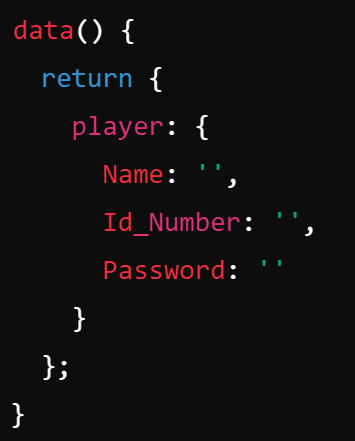 data() {
  return {
    player: {
      Name: '',
      Id_Number: '',
      Password: ''
    }
  };
}